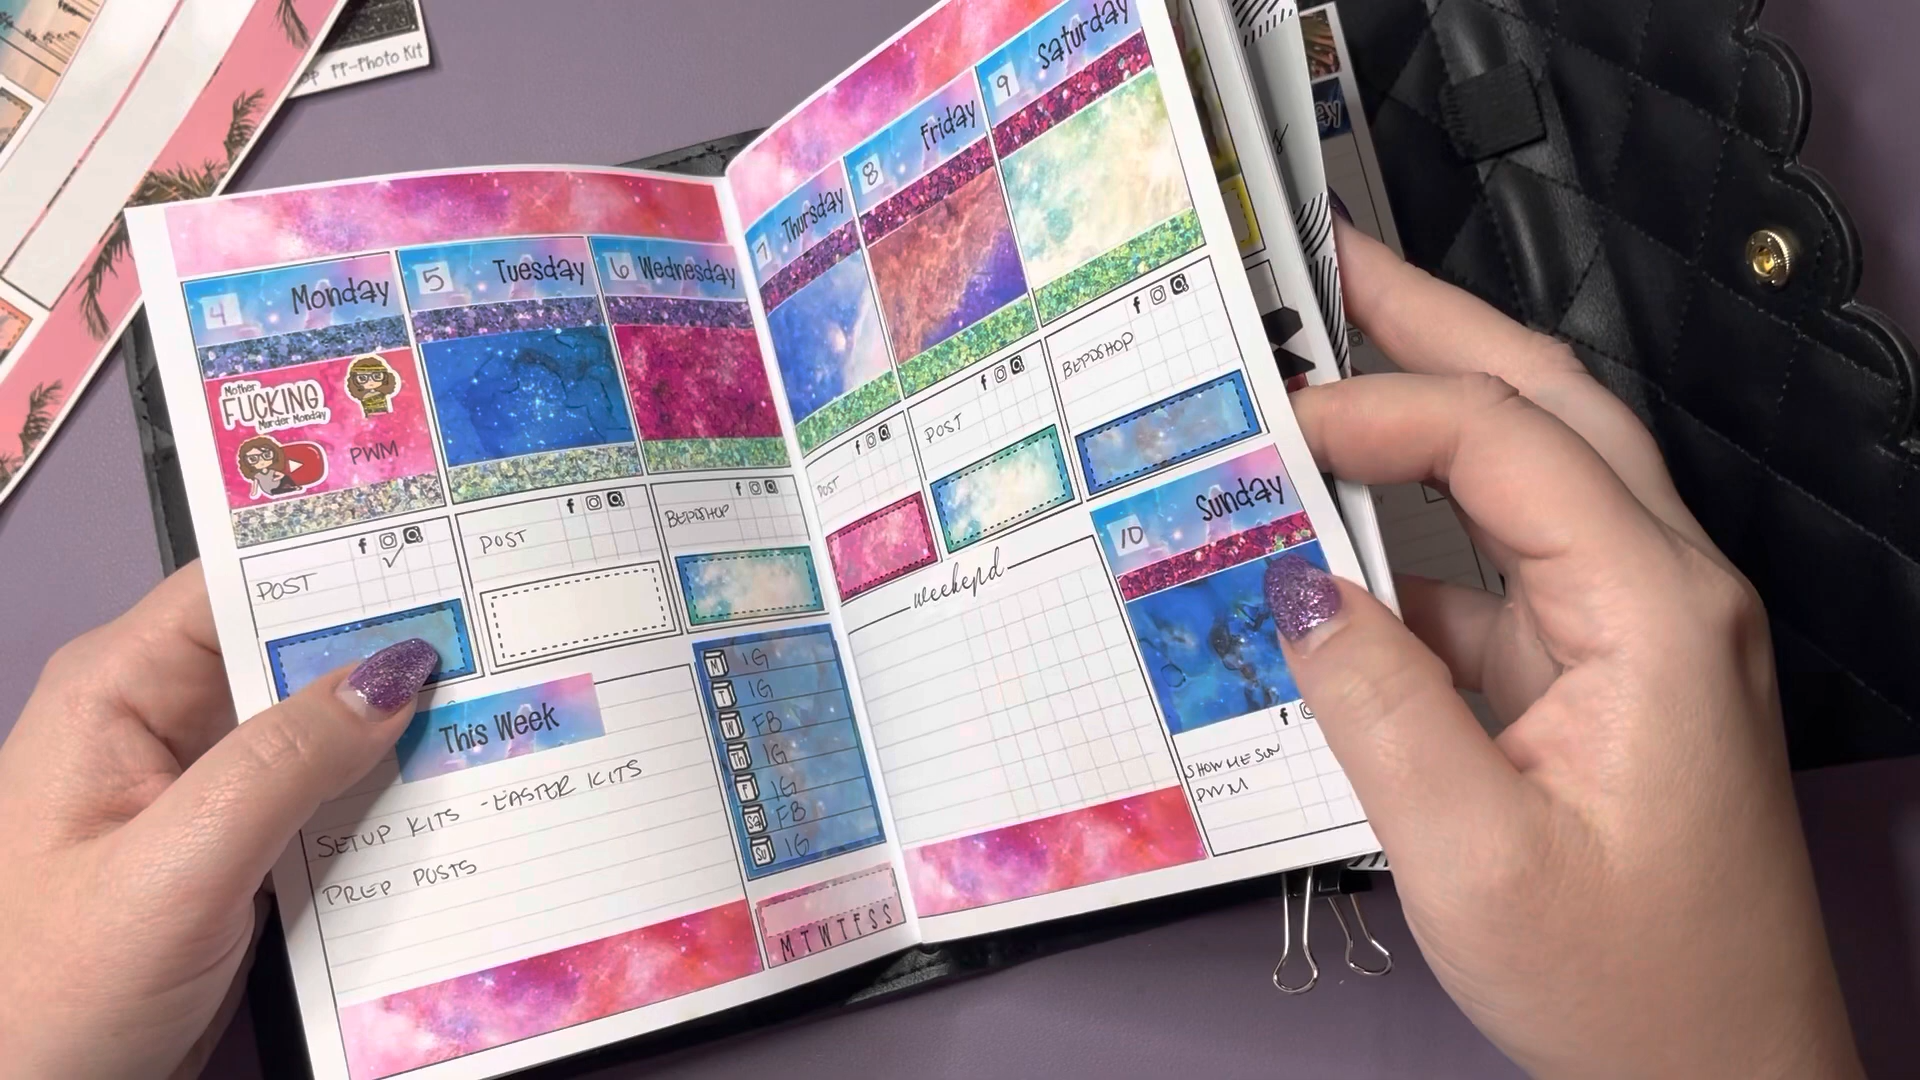 PP-Photo Kit
4 Monday
5 Tuesday
6 Wednesday
7 Thursday
8 Friday
9 Saturday
Mother
FUCKING
Murder Monday
PWM
POST
POST
BEPDSHOP
POST
POST
BEPDSHOP
This Week
SETUP KITS - EASTER KITS
PREP POSTS
M IG
T IG
W FB
Th IG
F IG
Sa FB
Su IG
M T W T F S S
weekend
10 Sunday
SHOW ME SUN
PWM